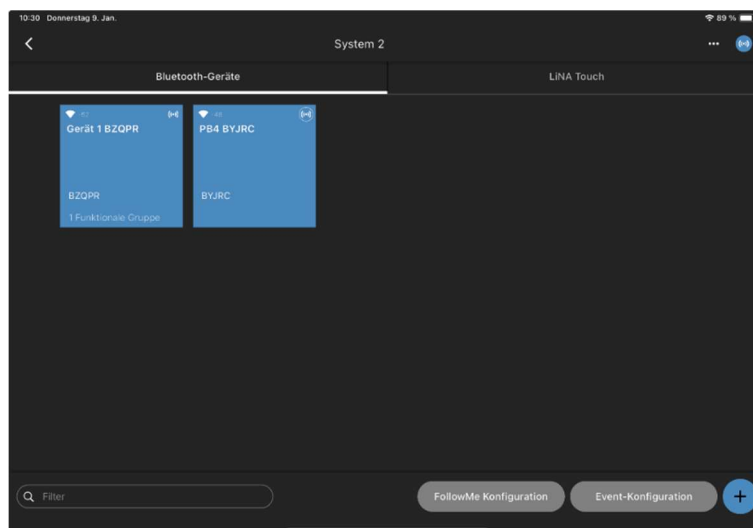 10:30 Donnerstag 9. Jan.
89 %
System 2
Bluetooth-Geräte
LiNA Touch
Gerät 1 BZQPR
BZQPR
1 Funktionale Gruppe
PB4 BYJRC
BYJRC
Filter
FollowMe Konfiguration
Event-Konfiguration